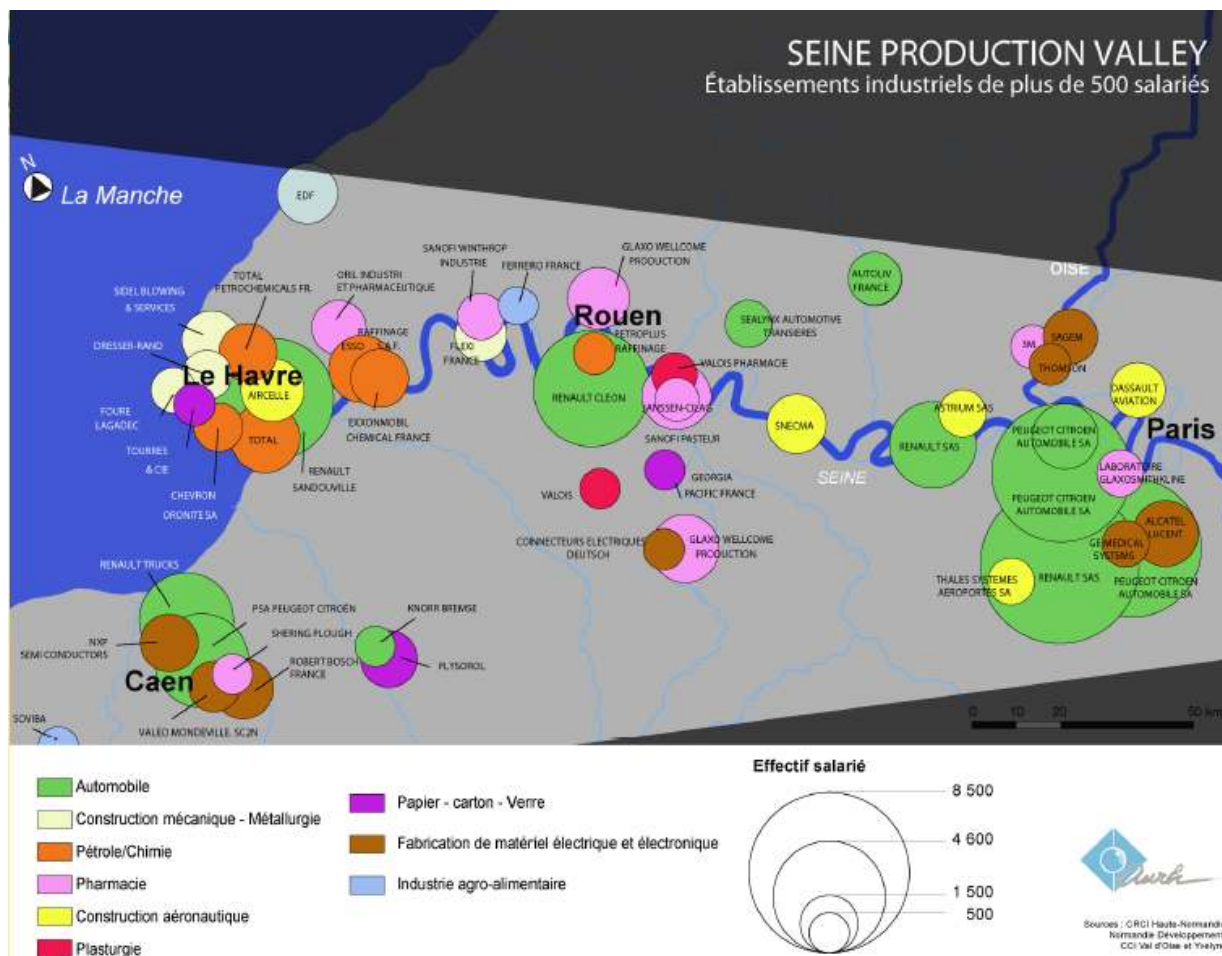 SEINE PRODUCTION VALLEY
Établissements industriels de plus de 500 salariés
N
La Manche
EDF
OISE
SANOFI WINTHROP
INDUSTRIE
FERRERO FRANCE
GLAXO WELLCOME
PRODUCTION
TOTAL
PETROCHEMICALS FR.
ORIL INDUSTRI
ET PHARMACEUTIQUE
SIDEL BLOWING
& SERVICES
AUTOLIV
FRANCE
SEALYNX AUTOMOTIVE
TRANSIERES
Rouen
PETROPLUS
RAFFINAGE
RAFFINAGE
ESSO S.A.F.
FLEXI
FRANCE
DRESSER-RAND
Le Havre
AIRCELLE
3M
SAGEM
THOMSON
VALOIS PHARMACIE
DASSAULT
AVIATION
RENAULT CLEON
JANSSEN-CILAG
ASTRIUM SAS
FOURE
LAGADEC
EXXONMOBIL
CHEMICAL FRANCE
SNECMA
RENAULT SAS
PEUGEOT CITROEN
AUTOMOBILE SA
Paris
TOTAL
SANOFI PASTEUR
TOURRES
& CIE
RENAULT
SANDOUVILLE
SEINE
LABORATOIRE
GLAXOSMITHKLINE
CHEVRON
ORONITE SA
VALOIS
GEORGIA
PACIFIC FRANCE
PEUGEOT CITROEN
AUTOMOBILE SA
ALCATEL
LUCENT
CONNECTEURS ELECTRIQUES
DEUTSCH
GLAXO WELLCOME
PRODUCTION
GE MEDICAL
SYSTEMS
RENAULT TRUCKS
THALES SYSTEMES
AEROPORTES SA
RENAULT SAS
PEUGEOT CITROEN
AUTOMOBILE SA
PSA PEUGEOT CITROËN
KNORR BREMSE
NXP
SEMI CONDUCTORS
SHERING PLOUGH
ROBERT BOSCH
FRANCE
PLYSOROL
Caen
SOVIBA
VALEO MONDEVILLE SC2N
0 10 20 50 km
Automobile
Construction mécanique - Métallurgie
Pétrole/Chimie
Pharmacie
Construction aéronautique
Plasturgie
Papier - carton - Verre
Fabrication de matériel électrique et électronique
Industrie agro-alimentaire
Effectif salarié
8 500
4 600
1 500
500
aurh
Sources : CRCI Haute-Normandie
Normandie Développement
CCI Val d'Oise et Yvelyn